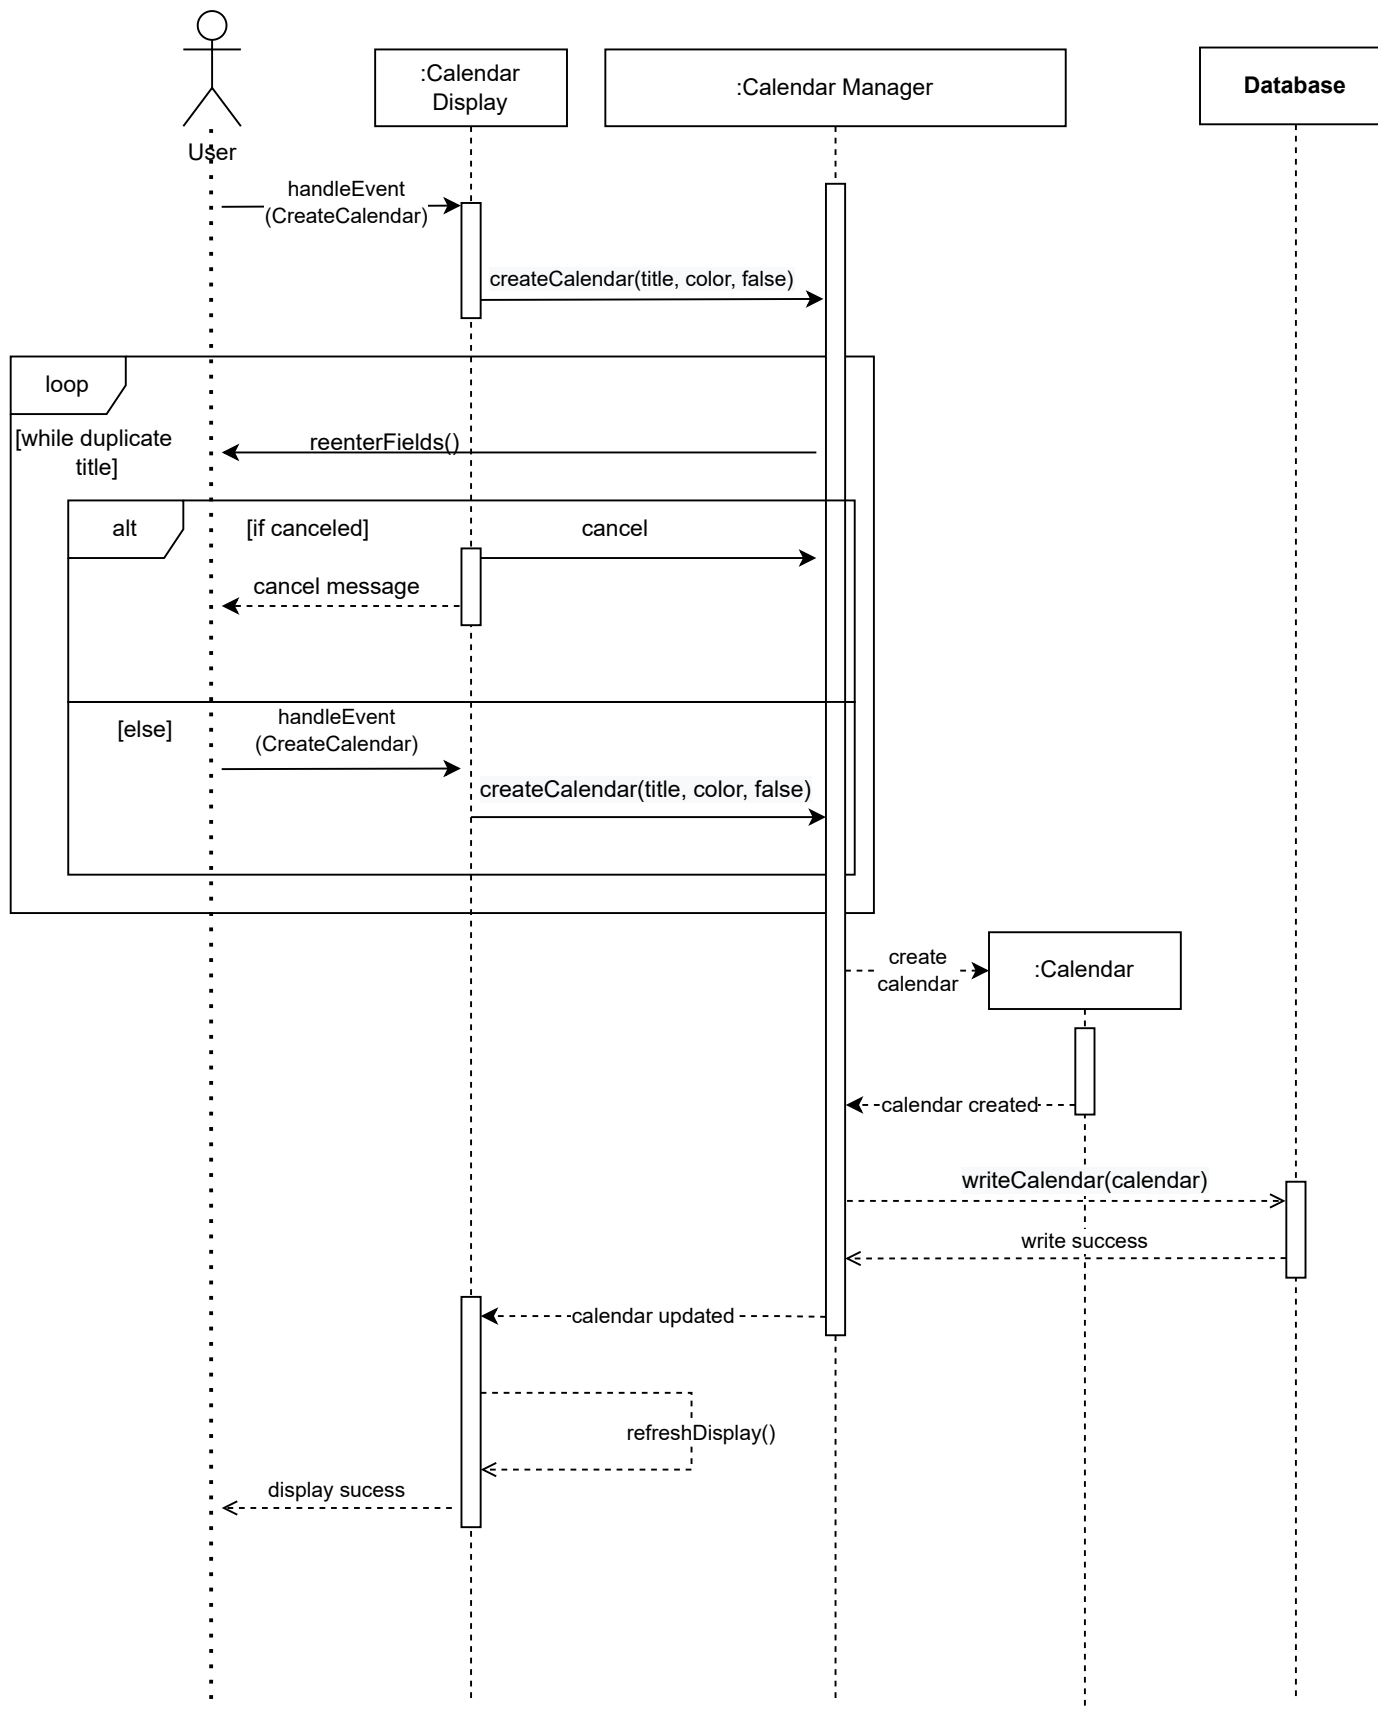 :Calendar
Display
:Calendar Manager
Database
User
handleEvent
(CreateCalendar)
createCalendar(title, color, false)
loop
[while duplicate
title]
reenterFields()
alt
[if canceled]
cancel
cancel message
[else]
handleEvent
(CreateCalendar)
createCalendar(title, color, false)
create
calendar
:Calendar
calendar created
writeCalendar(calendar)
write success
calendar updated
refreshDisplay()
display sucess